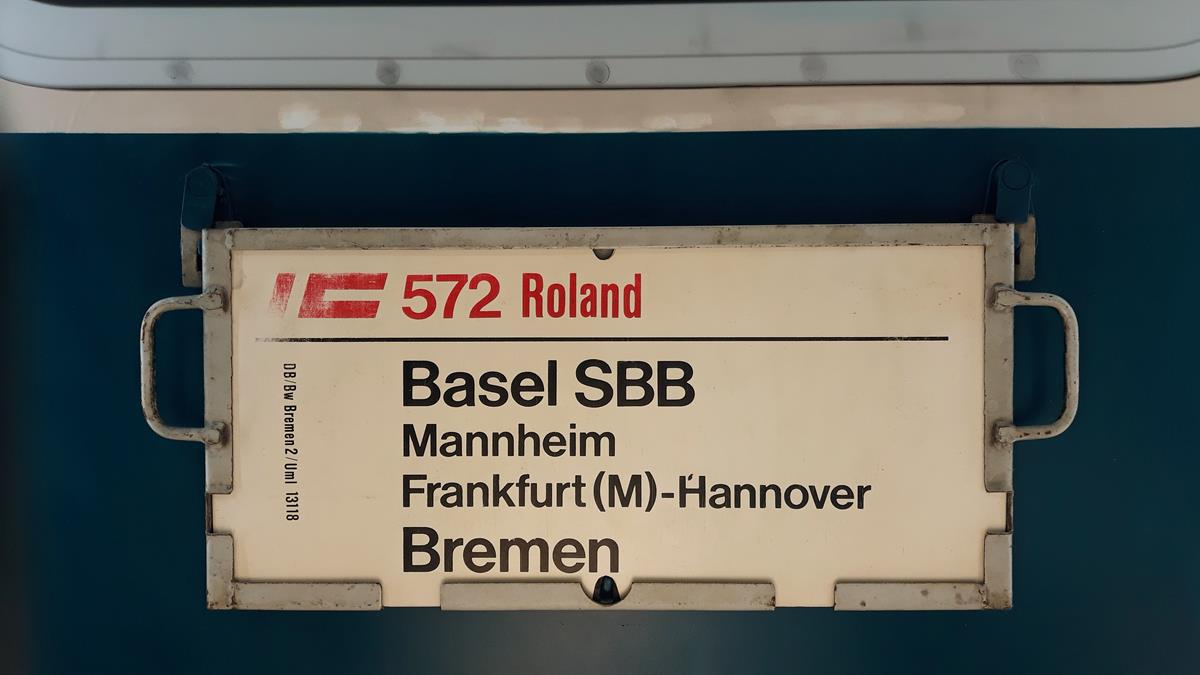 IC 572 Roland
Basel SBB
Mannheim
Frankfurt (M)-Hannover
Bremen
DB/Bw Bremen 2/Uml 13118